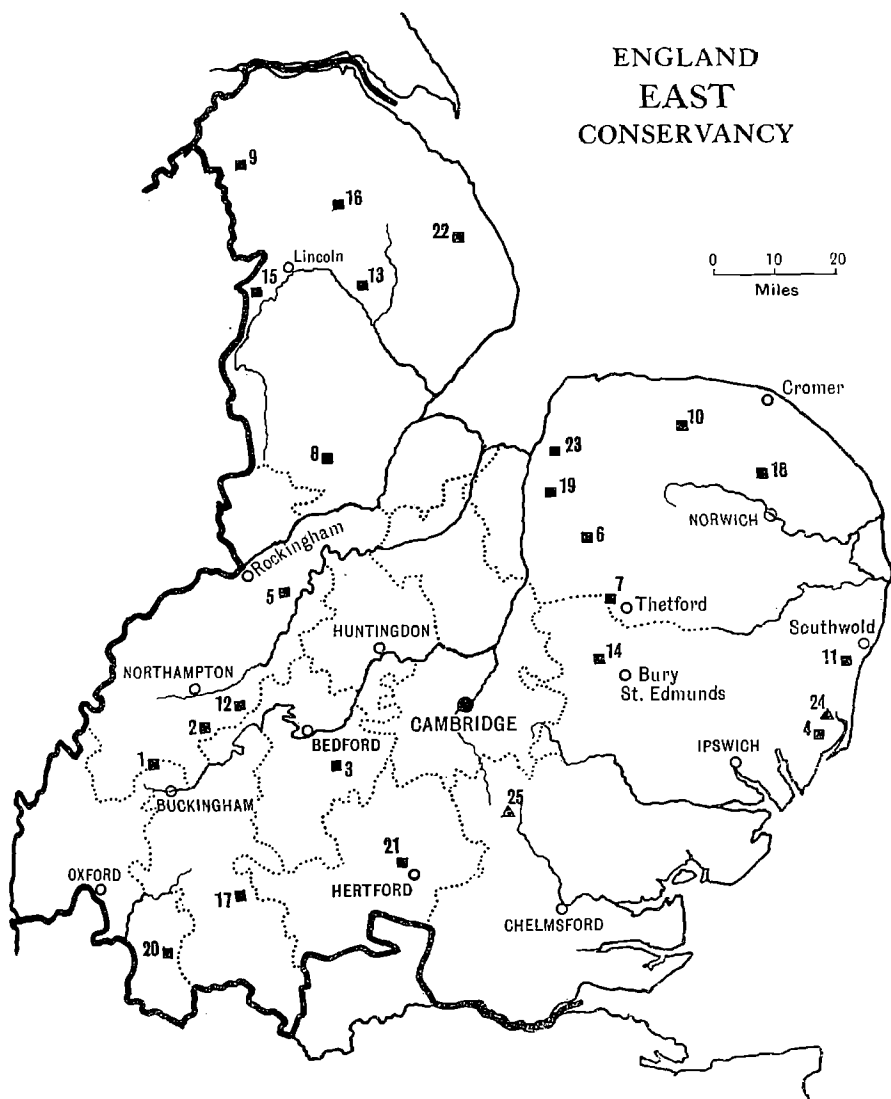 ENGLAND
EAST
CONSERVANCY
9
16
22
Lincoln
15
13
0 10 20
Miles
Cromer
10
8
23
18
19
NORWICH
6
Rockingham
5
7
Thetford
HUNTINGDON
Southwold
NORTHAMPTON
14
11
Bury
St. Edmunds
12
CAMBRIDGE
24
2
BEDFORD
4
1
3
IPSWICH
BUCKINGHAM
25
21
OXFORD
HERTFORD
17
CHELMSFORD
20